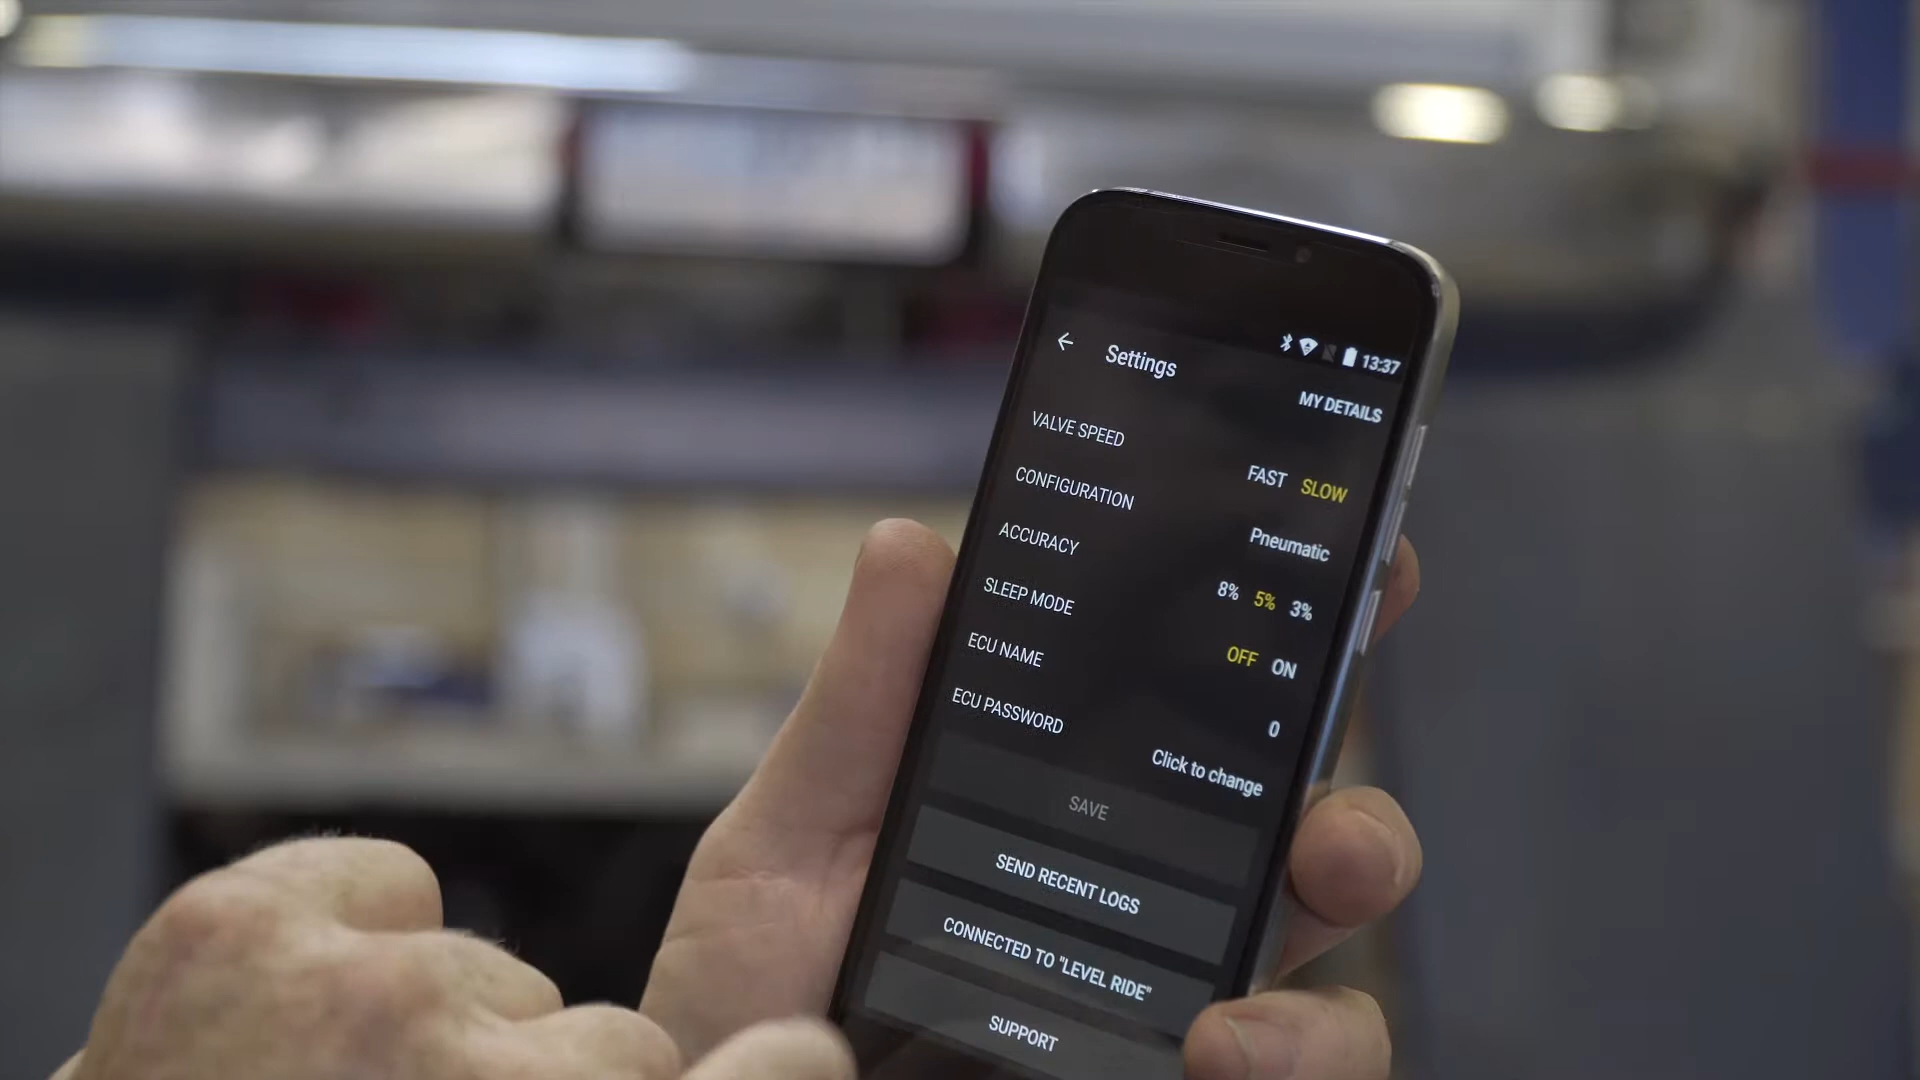 13:37
Settings
MY DETAILS
VALVE SPEED
FAST SLOW
CONFIGURATION
Pneumatic
ACCURACY
8% 5% 3%
SLEEP MODE
OFF ON
ECU NAME
0
ECU PASSWORD
Click to change
SAVE
SEND RECENT LOGS
CONNECTED TO "LEVEL RIDE"
SUPPORT